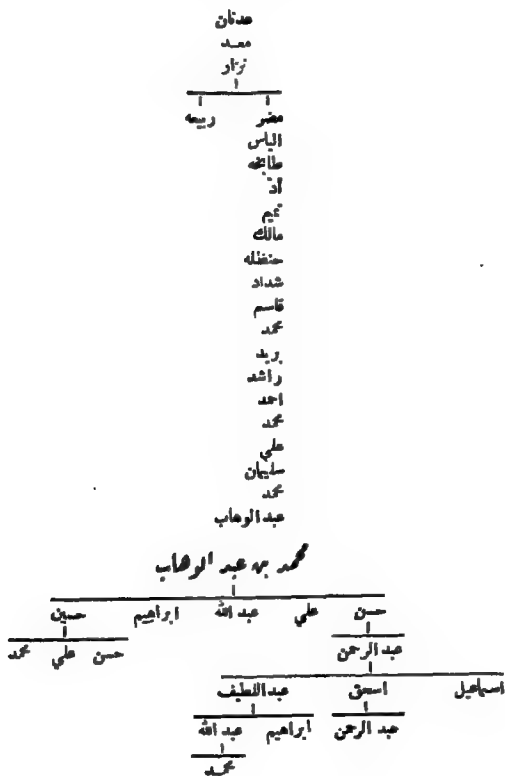 عدنان
معد
نزار
مضر ربيعه
الياس
طابخه
أدّ
تميم
مالك
حنظله
شداد
قاسم
محمد
بريد
راشد
احمد
محمد
علي
سليمان
محمد
عبد الوهاب
محمد بن عبد الوهاب
حسن علي عبد الله ابراهيم حسين
عبد الرحمن حسن علي محمد
اسماعيل اسحق عبد اللطيف
عبد الرحمن ابراهيم عبد الله
محمد